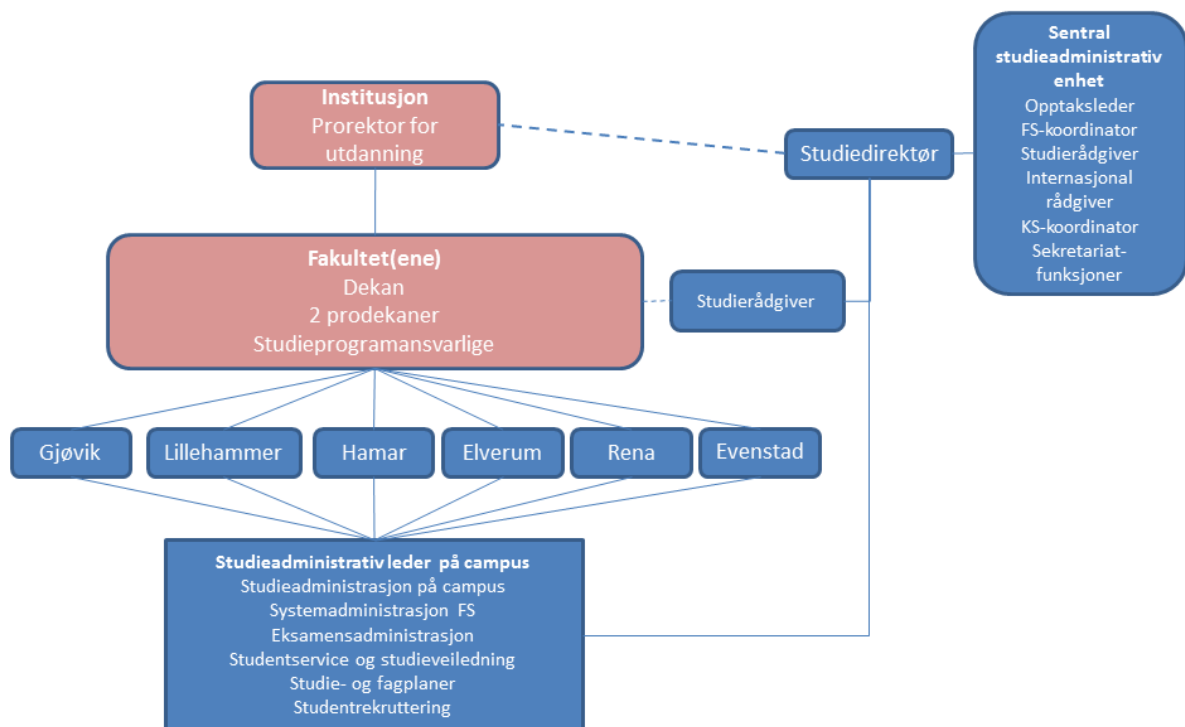 Sentral
studieadministrativ
enhet
Opptaksleder
FS-koordinator
Studierådgiver
Internasjonal
rådgiver
KS-koordinator
Sekretariat-
funksjoner
Institusjon
Prorektor for
utdanning
Studiedirektør
Fakultet(ene)
Dekan
2 prodekaner
Studieprogramansvarlige
Studierådgiver
Gjøvik
Lillehammer
Hamar
Elverum
Rena
Evenstad
Studieadministrativ leder på campus
Studieadministrasjon på campus
Systemadministrasjon FS
Eksamensadministrasjon
Studentservice og studieveiledning
Studie- og fagplaner
Studentrekruttering